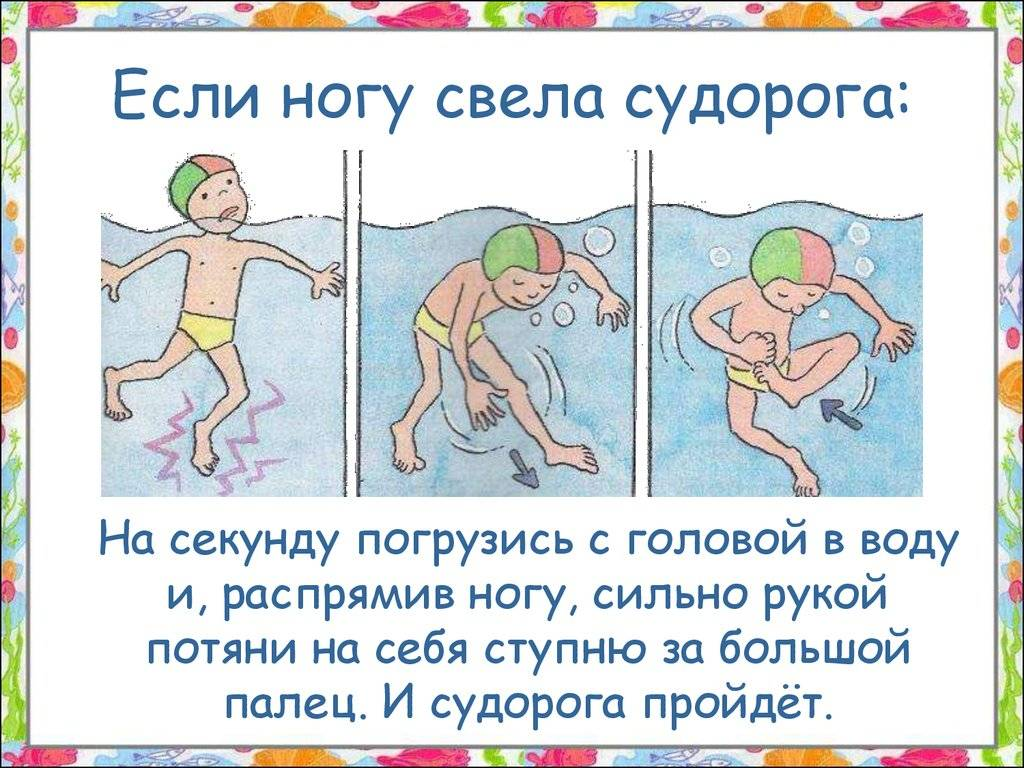 Если ногу свела судорога:
На секунду погрузись с головой в воду
и, распрямив ногу, сильно рукой
потяни на себя ступню за большой
палец. И судорога пройдёт.